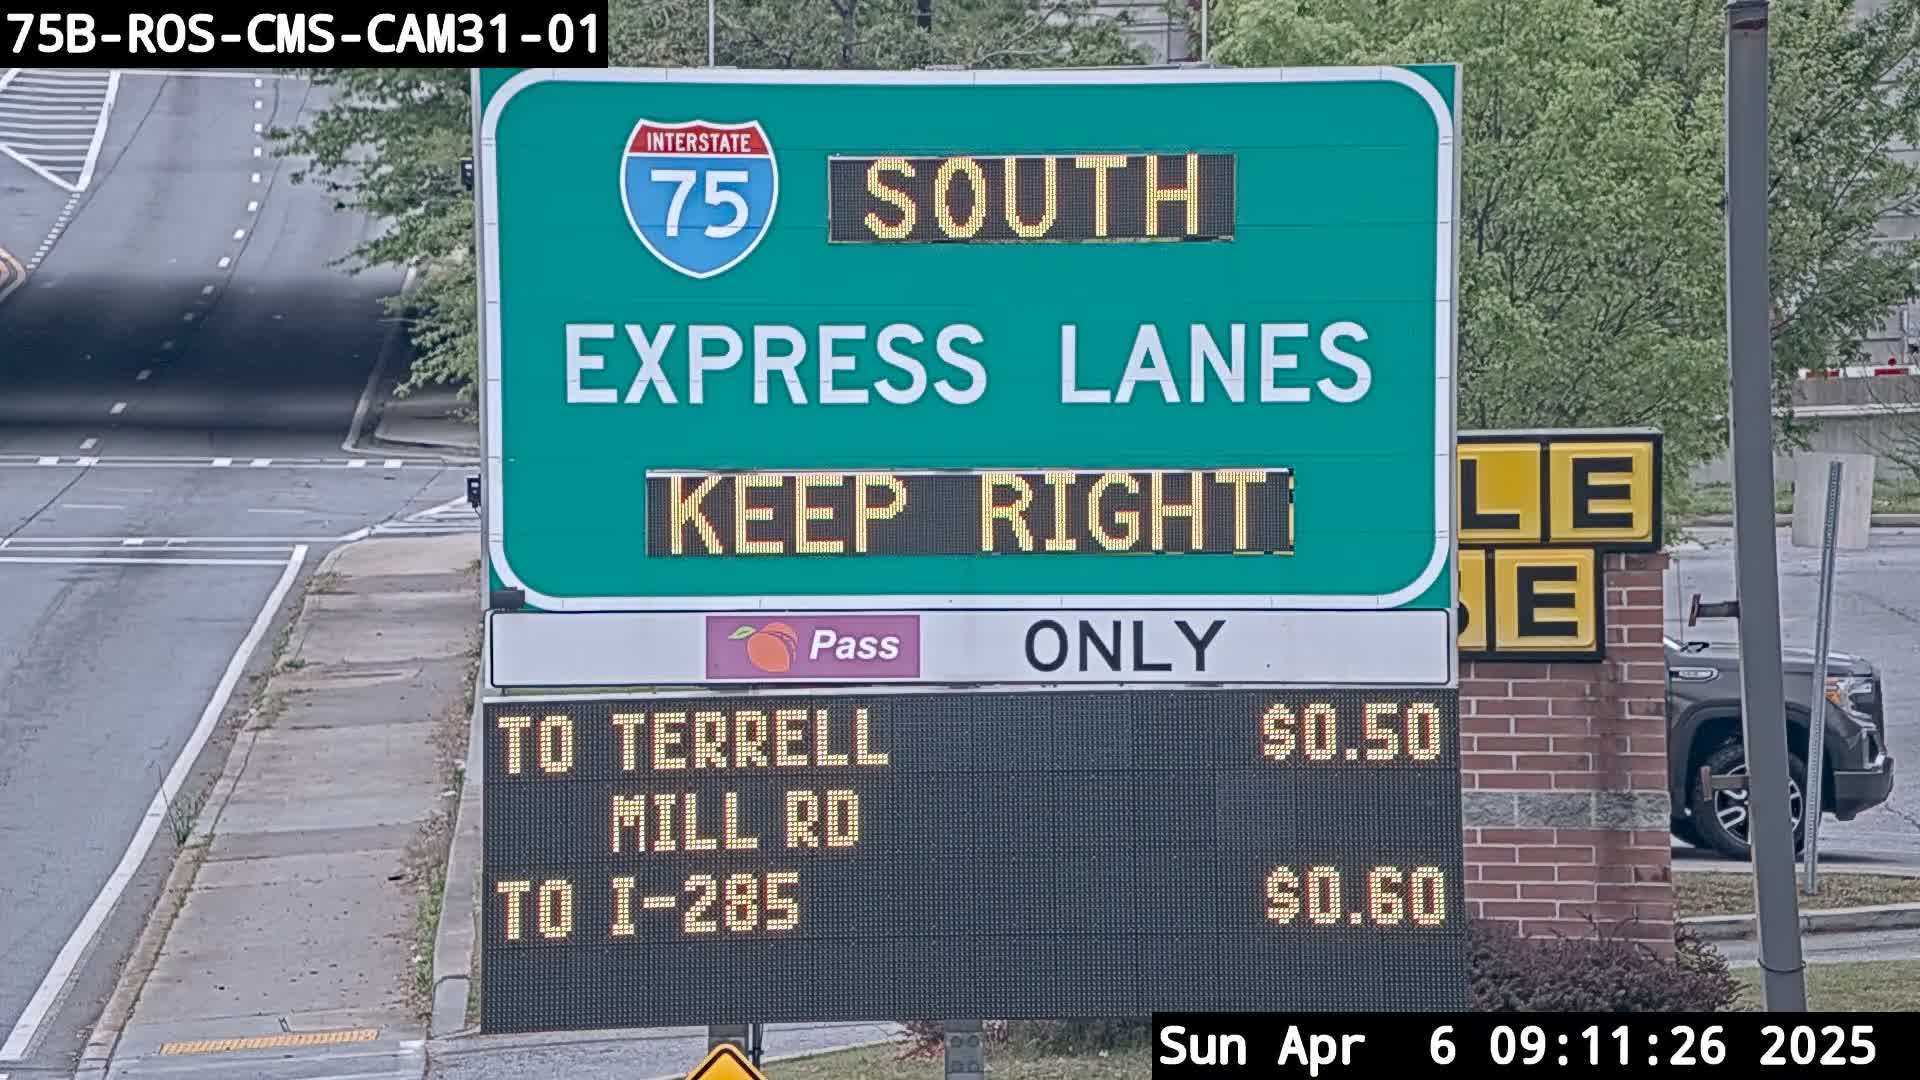 75B-ROS-CMS-CAM31-01
INTERSTATE
75
SOUTH
EXPRESS LANES
KEEP RIGHT
Pass ONLY
TO TERRELL $0.50
MILL RD
TO I-285 $0.60
LE
E
Sun Apr 6 09:11:26 2025